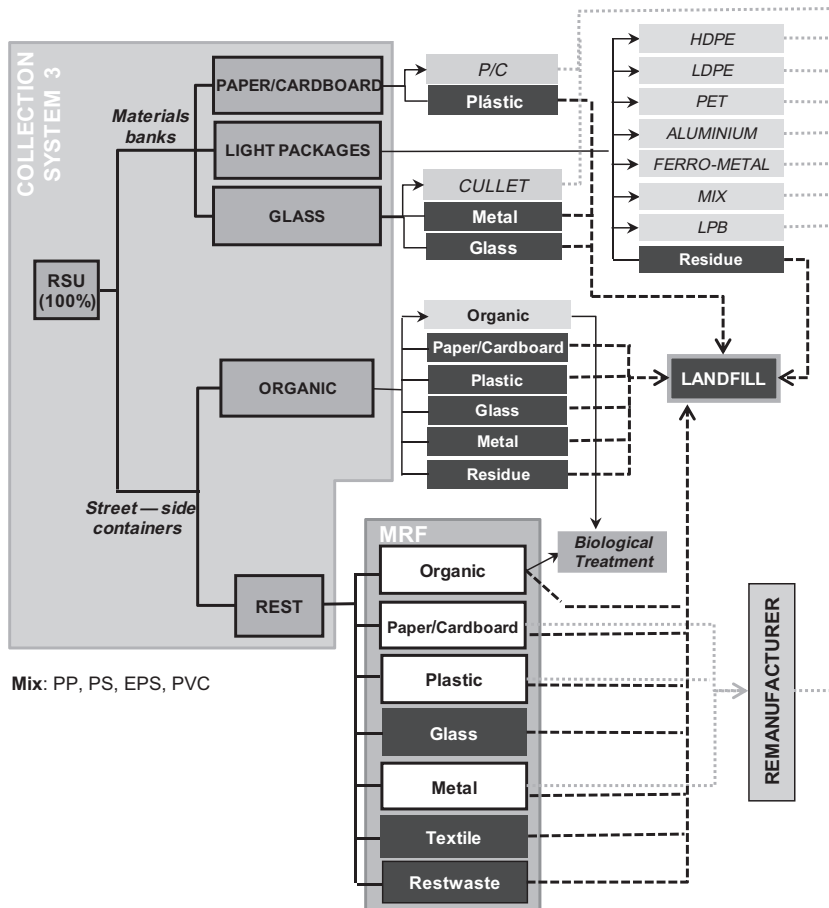 COLLECTION
SYSTEM 3
RSU
(100%)
Materials
banks
PAPER/CARDBOARD
LIGHT PACKAGES
GLASS
P/C
Plástic
CULLET
Metal
Glass
HDPE
LDPE
PET
ALUMINIUM
FERRO-METAL
MIX
LPB
Residue
Street — side
containers
ORGANIC
Organic
Paper/Cardboard
Plastic
Glass
Metal
Residue
LANDFILL
REST
MRF
Organic
Paper/Cardboard
Plastic
Glass
Metal
Textile
Restwaste
Biological
Treatment
REMANUFACTURER
Mix: PP, PS, EPS, PVC